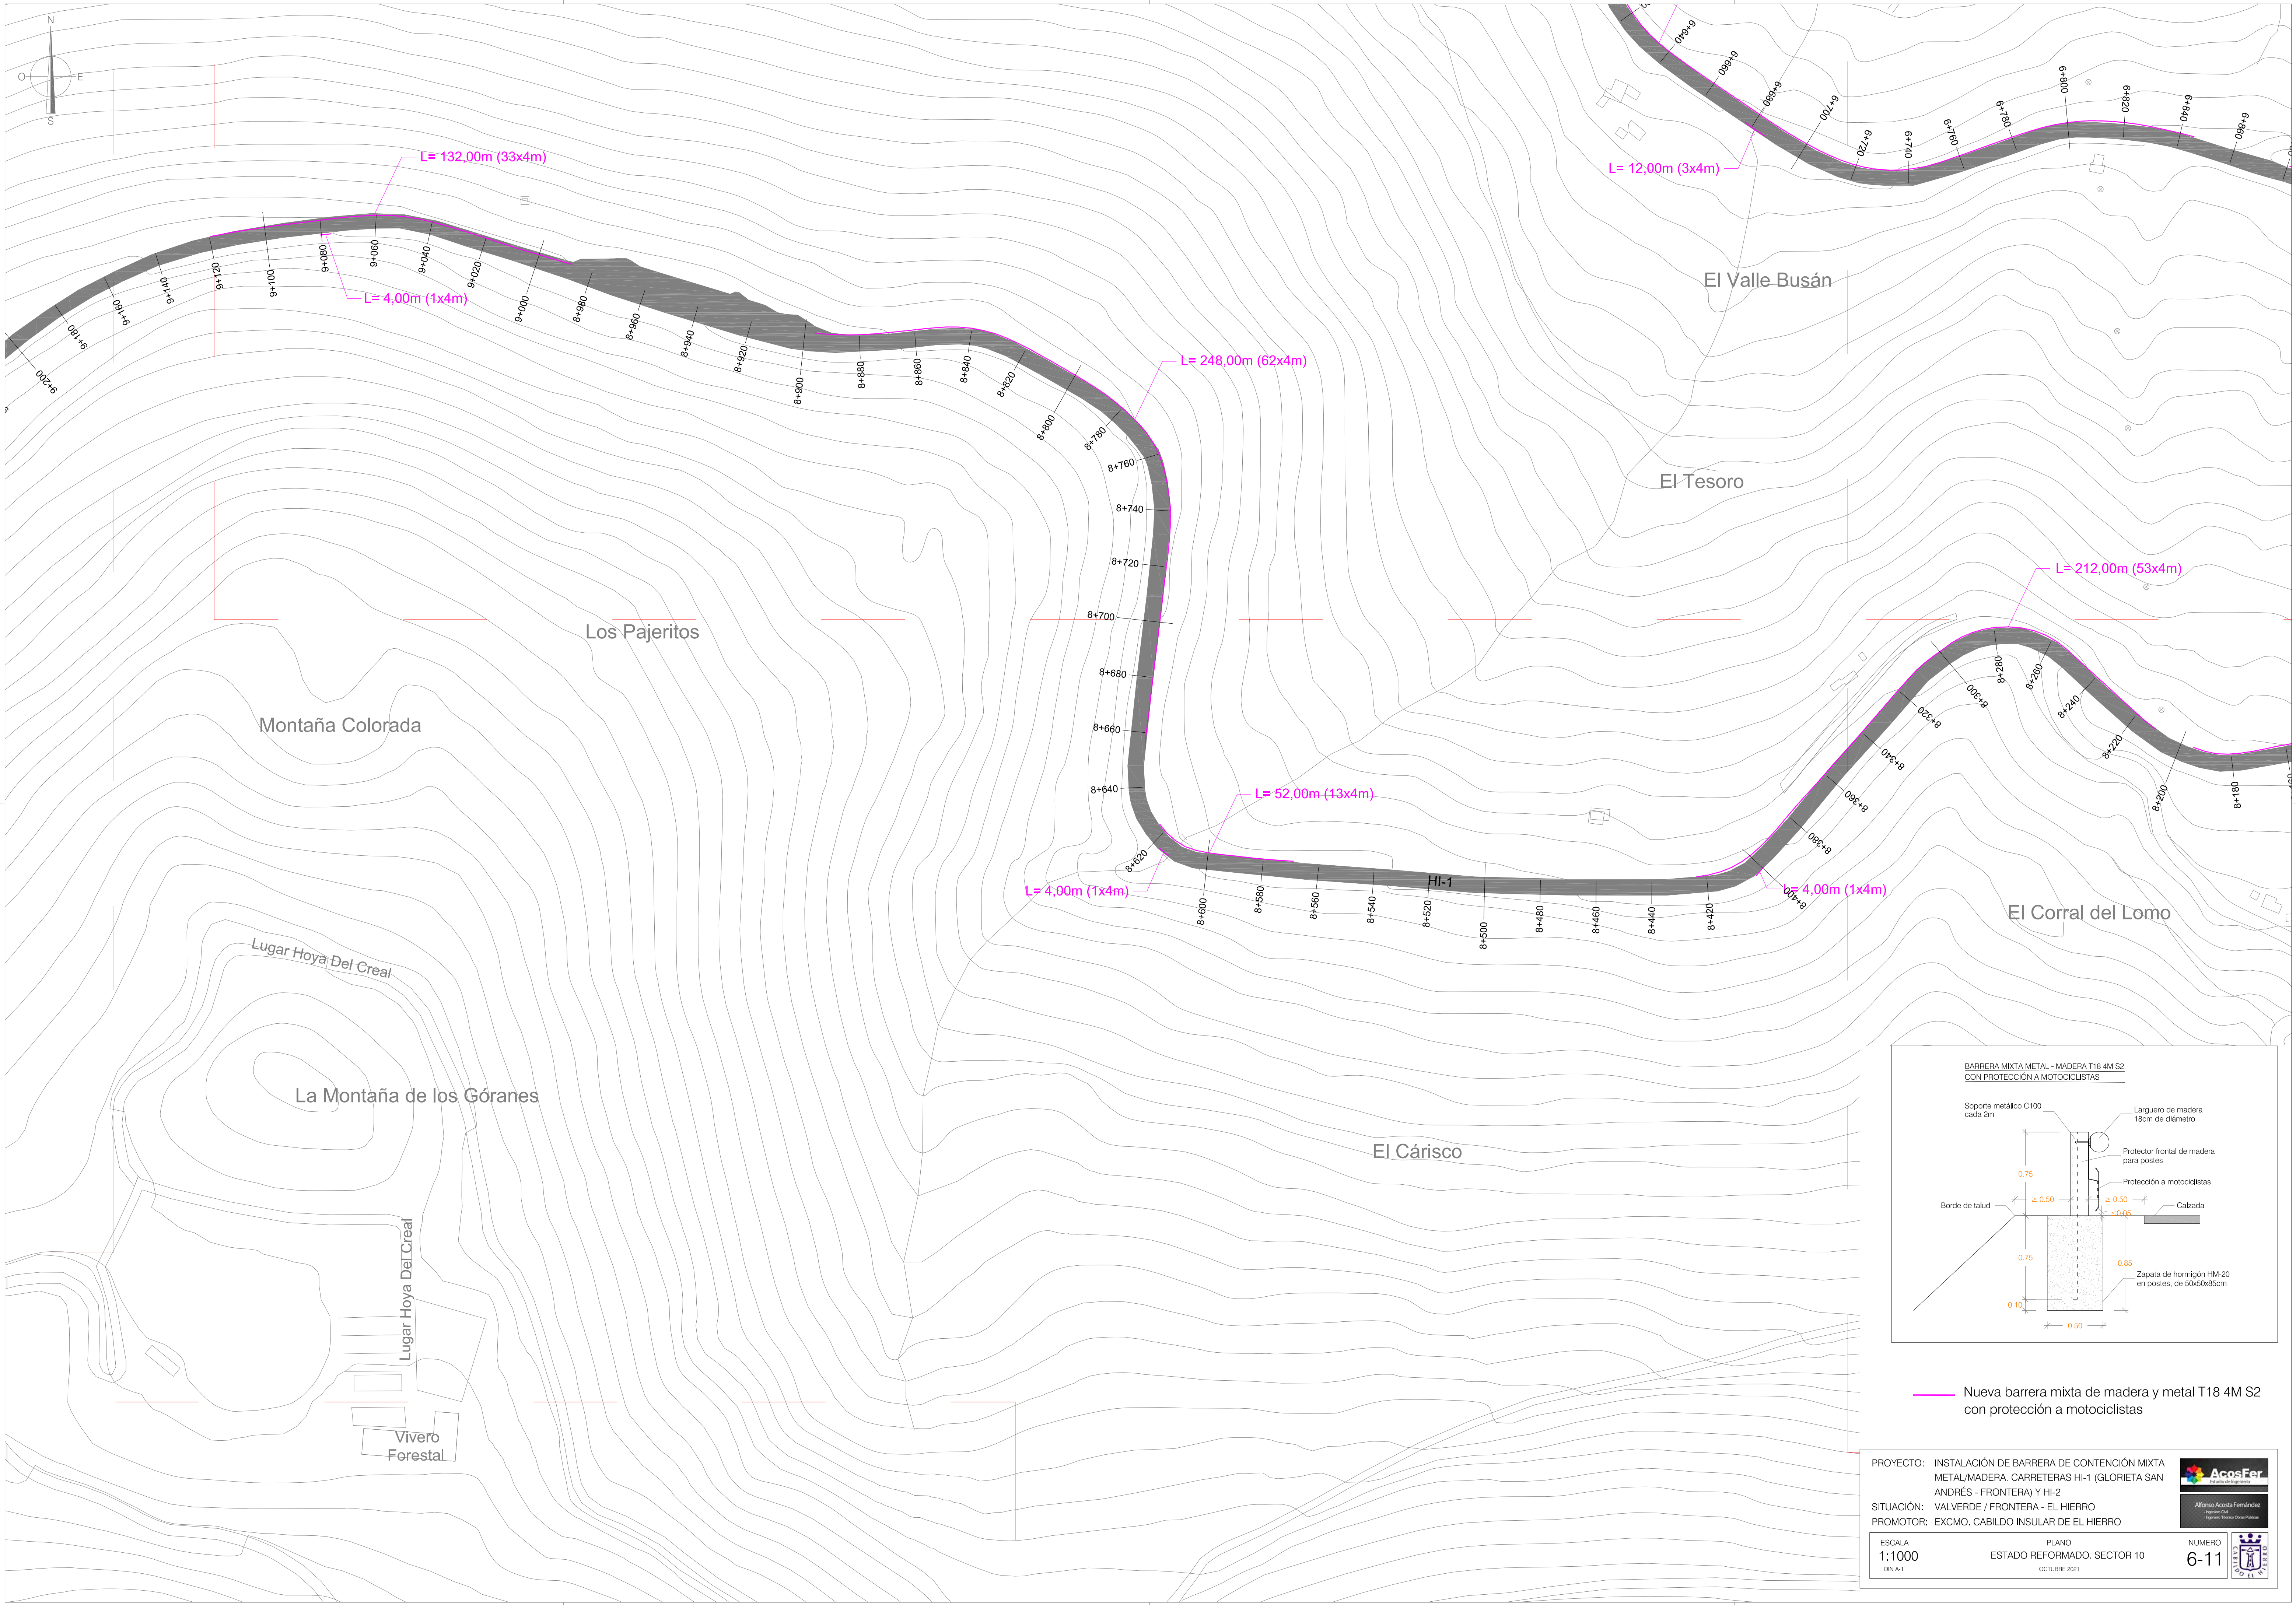 N
O
E
S
L= 132,00m (33x4m)
L= 4,00m (1x4m)
9+200
9+180
9+160
9+140
9+120
9+100
9+080
9+060
9+040
9+020
9+000
8+980
8+960
8+940
8+920
8+900
8+880
8+860
8+840
8+820
8+800
8+780
8+760
8+740
8+720
8+700
8+680
8+660
8+640
8+620
8+600
8+580
8+560
8+540
8+520
8+500
8+480
8+460
8+440
8+420
8+400
8+380
8+360
8+340
8+320
8+300
8+280
8+260
8+240
8+220
8+200
8+180
6+640
6+660
6+680
6+700
6+720
6+740
6+760
6+780
6+800
6+820
6+840
6+860
L= 12,00m (3x4m)
L= 248,00m (62x4m)
L= 212,00m (53x4m)
L= 52,00m (13x4m)
L= 4,00m (1x4m)
L= 4,00m (1x4m)
HI-1
El Valle Busán
El Tesoro
Los Pajeritos
Montaña Colorada
El Corral del Lomo
Lugar Hoya Del Creal
La Montaña de los Góranes
El Cárisco
Lugar Hoya Del Creal
Vivero
Forestal
BARRERA MIXTA METAL - MADERA T18 4M S2
CON PROTECCIÓN A MOTOCICLISTAS
Soporte metálico C100
cada 2m
Larguero de madera
18cm de diámetro
Protector frontal de madera
para postes
Protección a motociclistas
Borde de talud
Calzada
0.75
≥ 0.50
≥ 0.50
0.75
0.85
0.10
0.50
Zapata de hormigón HM-20
en postes, de 50x50x85cm
Nueva barrera mixta de madera y metal T18 4M S2
con protección a motociclistas
PROYECTO: INSTALACIÓN DE BARRERA DE CONTENCIÓN MIXTA
METAL/MADERA. CARRETERAS HI-1 (GLORIETA SAN
ANDRÉS - FRONTERA) Y HI-2
SITUACIÓN: VALVERDE / FRONTERA - EL HIERRO
PROMOTOR: EXCMO. CABILDO INSULAR DE EL HIERRO
AcosFer
Estudio de Ingeniería
Alfonso Acosta Fernández
- Ingeniero Civil
- Ingeniero Técnico Obras Públicas
ESCALA
1:1000
DIN A-1
PLANO
ESTADO REFORMADO. SECTOR 10
OCTUBRE 2021
NUMERO
6-11
CABILDO EL HIERRO